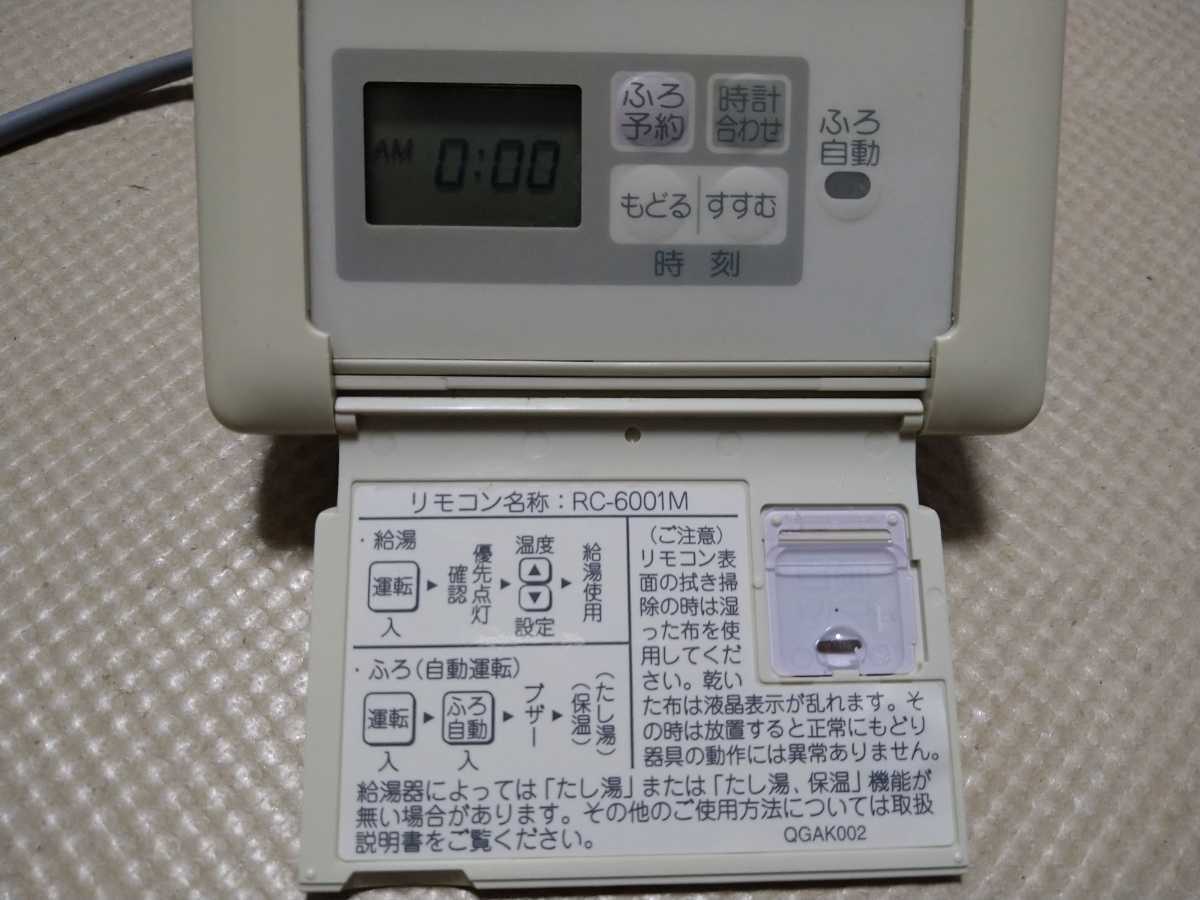 AM 0:00
ふろ
予約
時計
合わせ
もどる すすむ
時 刻
ふろ
自動
リモコン名称：RC-6001M
・給湯
運転
入
優先点灯
確認
温度
▲
▼
設定
給湯使用
・ふろ（自動運転）
運転
入
ふろ
自動
入
ブザー
（たし湯）
（保温）
（ご注意）
リモコン表
面の拭き掃
除の時は湿
った布を使
用してくだ
さい。乾い
た布は液晶表示が乱れます。そ
の時は放置すると正常にもどり
器具の動作には異常ありません。
給湯器によっては「たし湯」または「たし湯、保温」機能が
無い場合があります。その他のご使用方法については取扱
説明書をご覧ください。
QGAK002